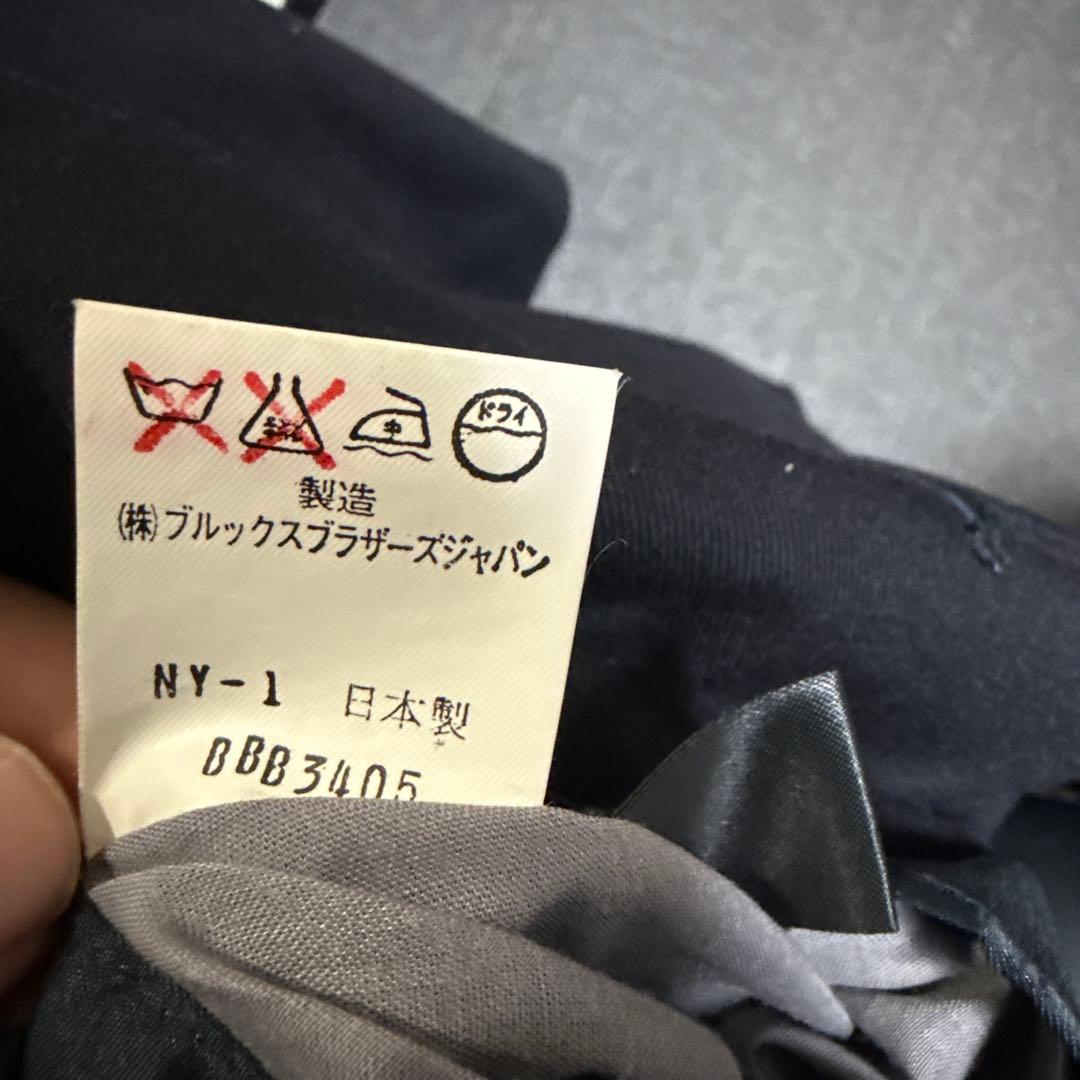 中 ドライ
製造
(株)ブルックスブラザーズジャパン
NY-1 日本製
BBB3405